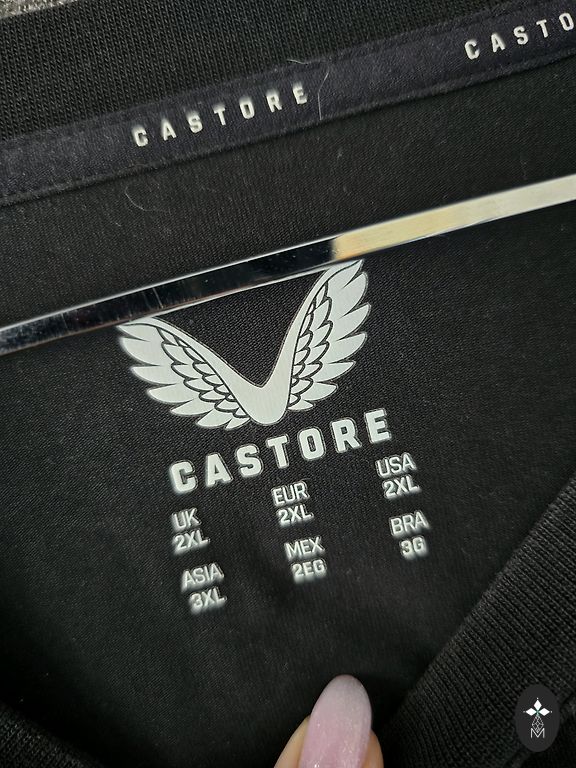 CASTORE
CASTO
CASTORE
UK
2XL
EUR
2XL
USA
2XL
ASIA
3XL
MEX
2EG
BRA
3G
M